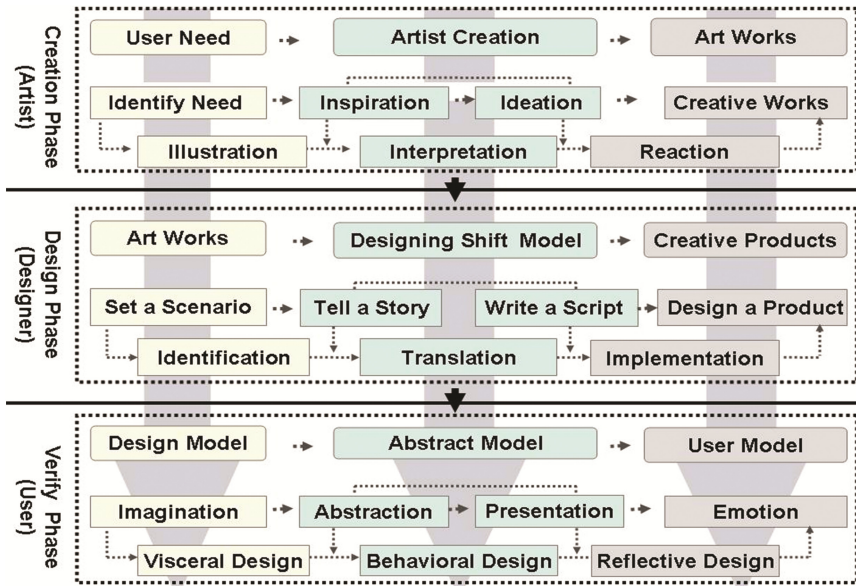 Creation Phase
(Artist)
User Need
Artist Creation
Art Works
Identify Need
Inspiration
Ideation
Creative Works
Illustration
Interpretation
Reaction
Design Phase
(Designer)
Art Works
Designing Shift Model
Creative Products
Set a Scenario
Tell a Story
Write a Script
Design a Product
Identification
Translation
Implementation
Verify Phase
(User)
Design Model
Abstract Model
User Model
Imagination
Abstraction
Presentation
Emotion
Visceral Design
Behavioral Design
Reflective Design